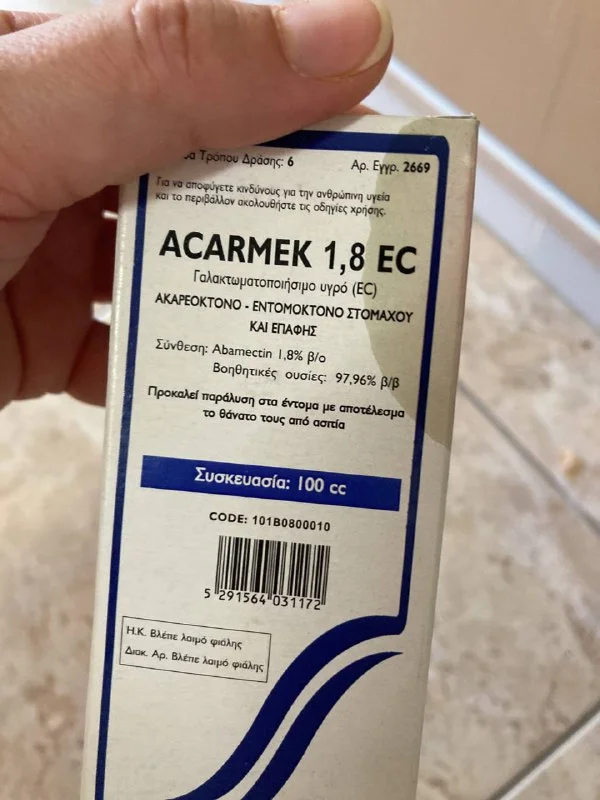 Τρόπου Δράσης: 6 Αρ. Εγγρ. 2669
Για να αποφύγετε κινδύνους για την ανθρώπινη υγεία
και το περιβάλλον ακολουθήστε τις οδηγίες χρήσης.
ACARMEK 1,8 EC
Γαλακτωματοποιήσιμο υγρό (EC)
ΑΚΑΡΕΟΚΤΟΝΟ - ΕΝΤΟΜΟΚΤΟΝΟ ΣΤΟΜΑΧΟΥ
ΚΑΙ ΕΠΑΦΗΣ
Σύνθεση: Abamectin 1,8% β/ο
Βοηθητικές ουσίες: 97,96% β/β
Προκαλεί παράλυση στα έντομα με αποτέλεσμα
το θάνατο τους από ασιτία
Συσκευασία: 100 cc
CODE: 101B0800010
5 291564 031172
Η.Κ. Βλέπε λαιμό φιάλης
Διακ. Αρ. Βλέπε λαιμό φιάλης